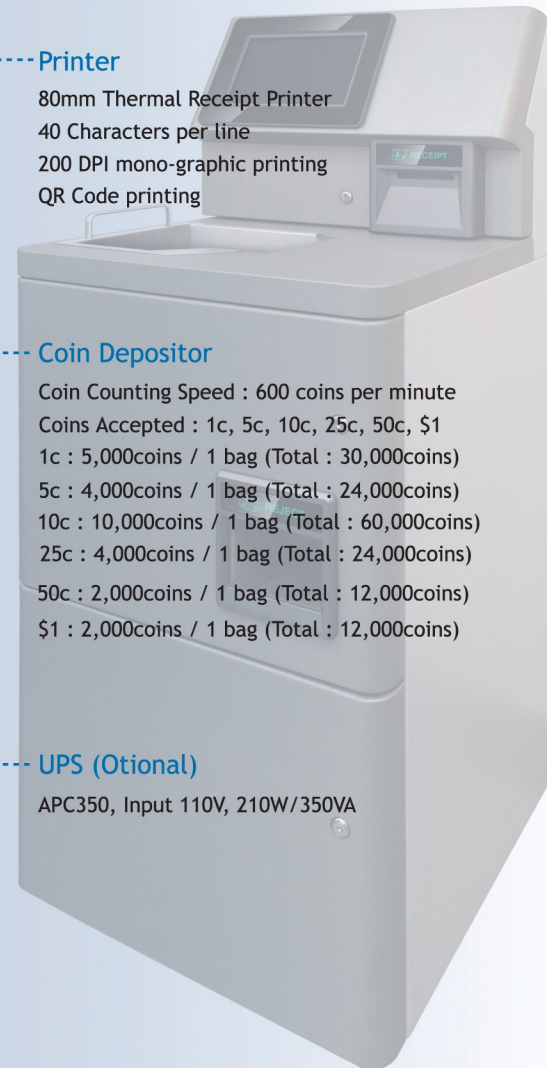 Printer
80mm Thermal Receipt Printer
RECEIPT
40 Characters per line
200 DPI mono-graphic printing
QR Code printing
Coin Depositor
Coin Counting Speed : 600 coins per minute
Coins Accepted : 1c, 5c, 10c, 25c, 50c, $1
1c : 5,000coins / 1 bag (Total : 30,000coins)
5c : 4,000coins / 1 bag (Total : 24,000coins)
REJECT
10c : 10,000coins / 1 bag (Total : 60,000coins)
25c : 4,000coins / 1 bag (Total : 24,000coins)
50c : 2,000coins / 1 bag (Total : 12,000coins)
$1 : 2,000coins / 1 bag (Total : 12,000coins)
UPS (Otional)
APC350, Input 110V, 210W/350VA